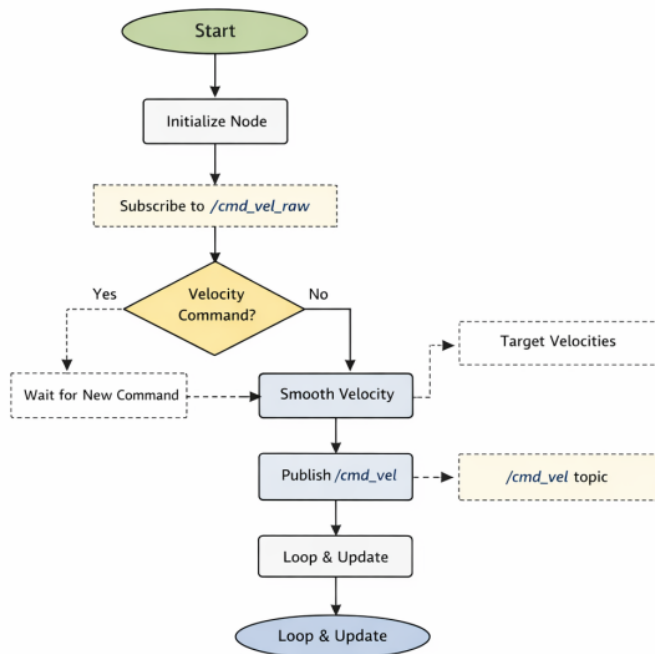 Start
Initialize Node
Subscribe to /cmd_vel_raw
Yes
Velocity
Command?
No
Target Velocities
Wait for New Command
Smooth Velocity
Publish /cmd_vel
/cmd_vel topic
Loop & Update
Loop & Update